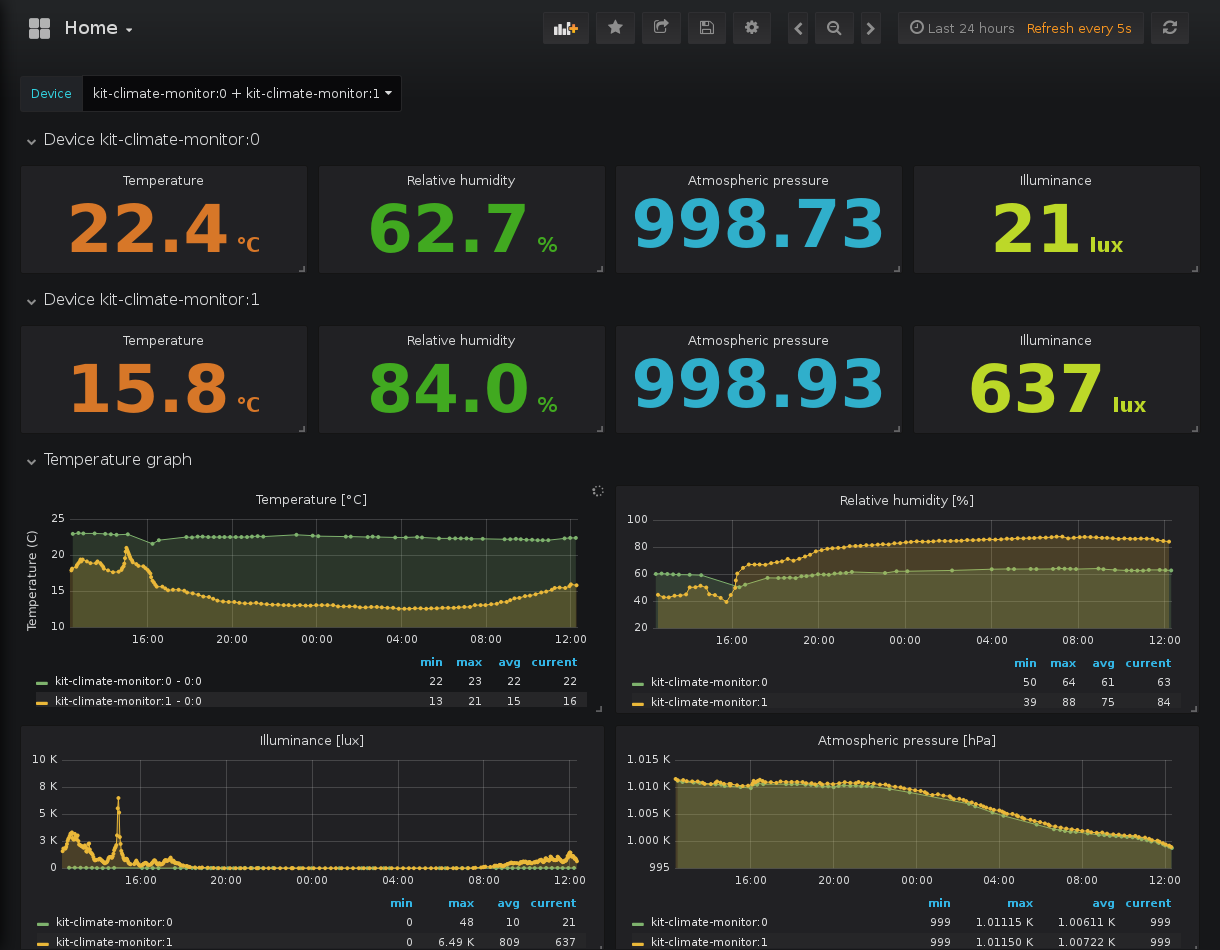 Home
Last 24 hours Refresh every 5s
Device kit-climate-monitor:0 + kit-climate-monitor:1
Device kit-climate-monitor:0
Temperature
22.4 °C
Relative humidity
62.7 %
Atmospheric pressure
998.73
Illuminance
21 lux
Device kit-climate-monitor:1
Temperature
15.8 °C
Relative humidity
84.0 %
Atmospheric pressure
998.93
Illuminance
637 lux
Temperature graph
Temperature [°C]
Temperature (C)
25
20
15
10
16:00 20:00 00:00 04:00 08:00 12:00
min max avg current
kit-climate-monitor:0 - 0:0 22 23 22 22
kit-climate-monitor:1 - 0:0 13 21 15 16
Relative humidity [%]
100
80
60
40
20
16:00 20:00 00:00 04:00 08:00 12:00
min max avg current
kit-climate-monitor:0 50 64 61 63
kit-climate-monitor:1 39 88 75 84
Illuminance [lux]
10 K
8 K
5 K
3 K
0
16:00 20:00 00:00 04:00 08:00 12:00
min max avg current
kit-climate-monitor:0 0 48 10 21
kit-climate-monitor:1 0 6.49 K 809 637
Atmospheric pressure [hPa]
1.015 K
1.010 K
1.005 K
1.000 K
995
16:00 20:00 00:00 04:00 08:00 12:00
min max avg current
kit-climate-monitor:0 999 1.01115 K 1.00611 K 999
kit-climate-monitor:1 999 1.01150 K 1.00722 K 999